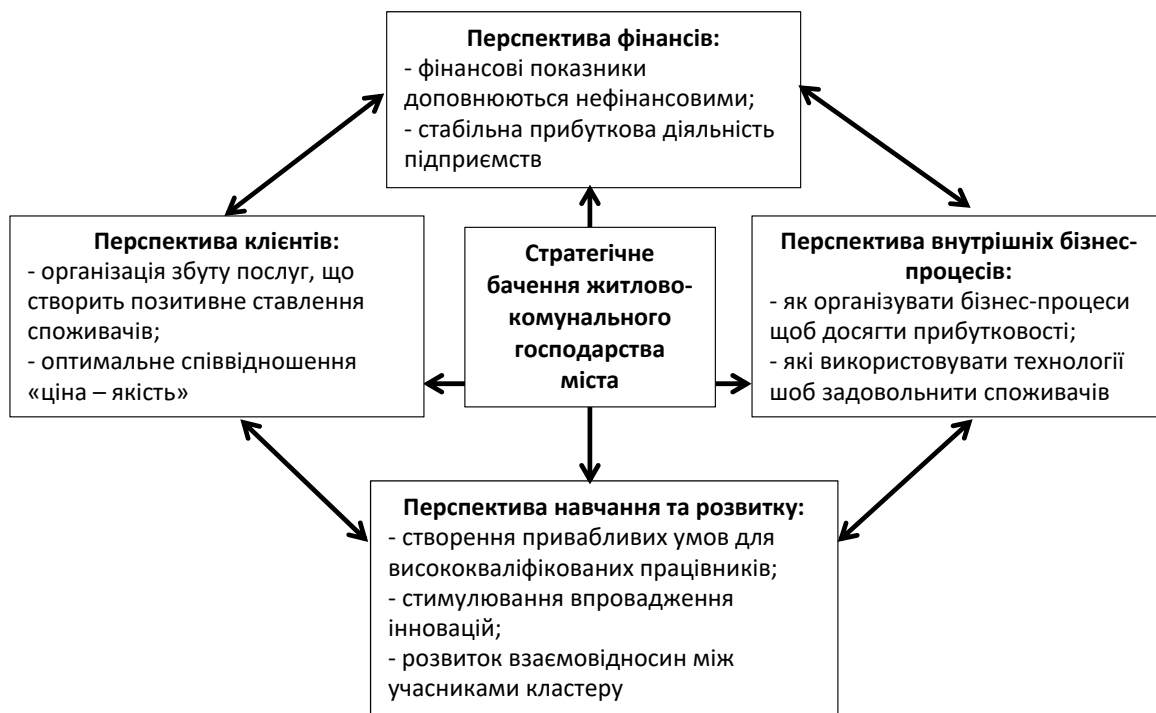 Перспектива фінансів:
- фінансові показники
доповнюються нефінансовими;
- стабільна прибуткова діяльність
підприємств
Перспектива клієнтів:
- організація збуту послуг, що
створить позитивне ставлення
споживачів;
- оптимальне співвідношення
«ціна – якість»
Стратегічне
бачення житлово-
комунального
господарства
міста
Перспектива внутрішніх бізнес-
процесів:
- як організувати бізнес-процеси
щоб досягти прибутковості;
- які використовувати технології
шоб задовольнити споживачів
Перспектива навчання та розвитку:
- створення привабливих умов для
висококваліфікованих працівників;
- стимулювання впровадження
інновацій;
- розвиток взаємовідносин між
учасниками кластеру